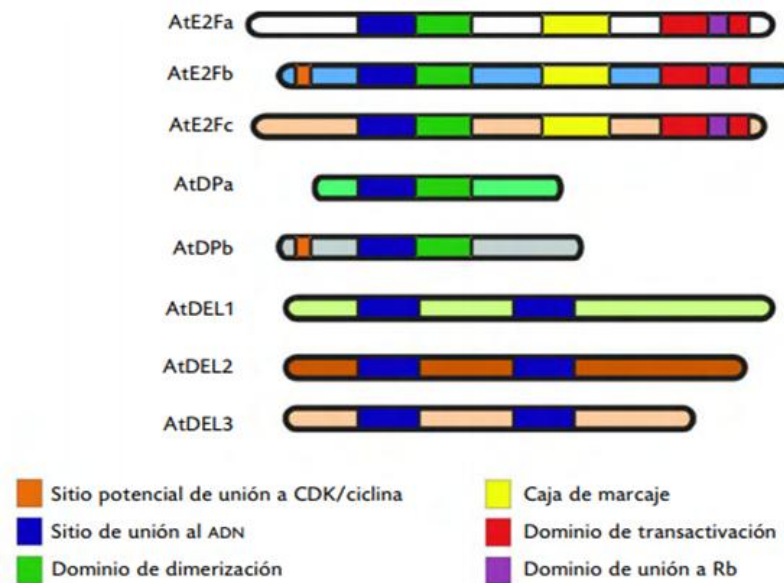 AtE2Fa
AtE2Fb
AtE2Fc
AtDPa
AtDPb
AtDEL1
AtDEL2
AtDEL3
Sitio potencial de unión a CDK/ciclina
Caja de marcaje
Sitio de unión al ADN
Dominio de transactivación
Dominio de dimerización
Dominio de unión a Rb